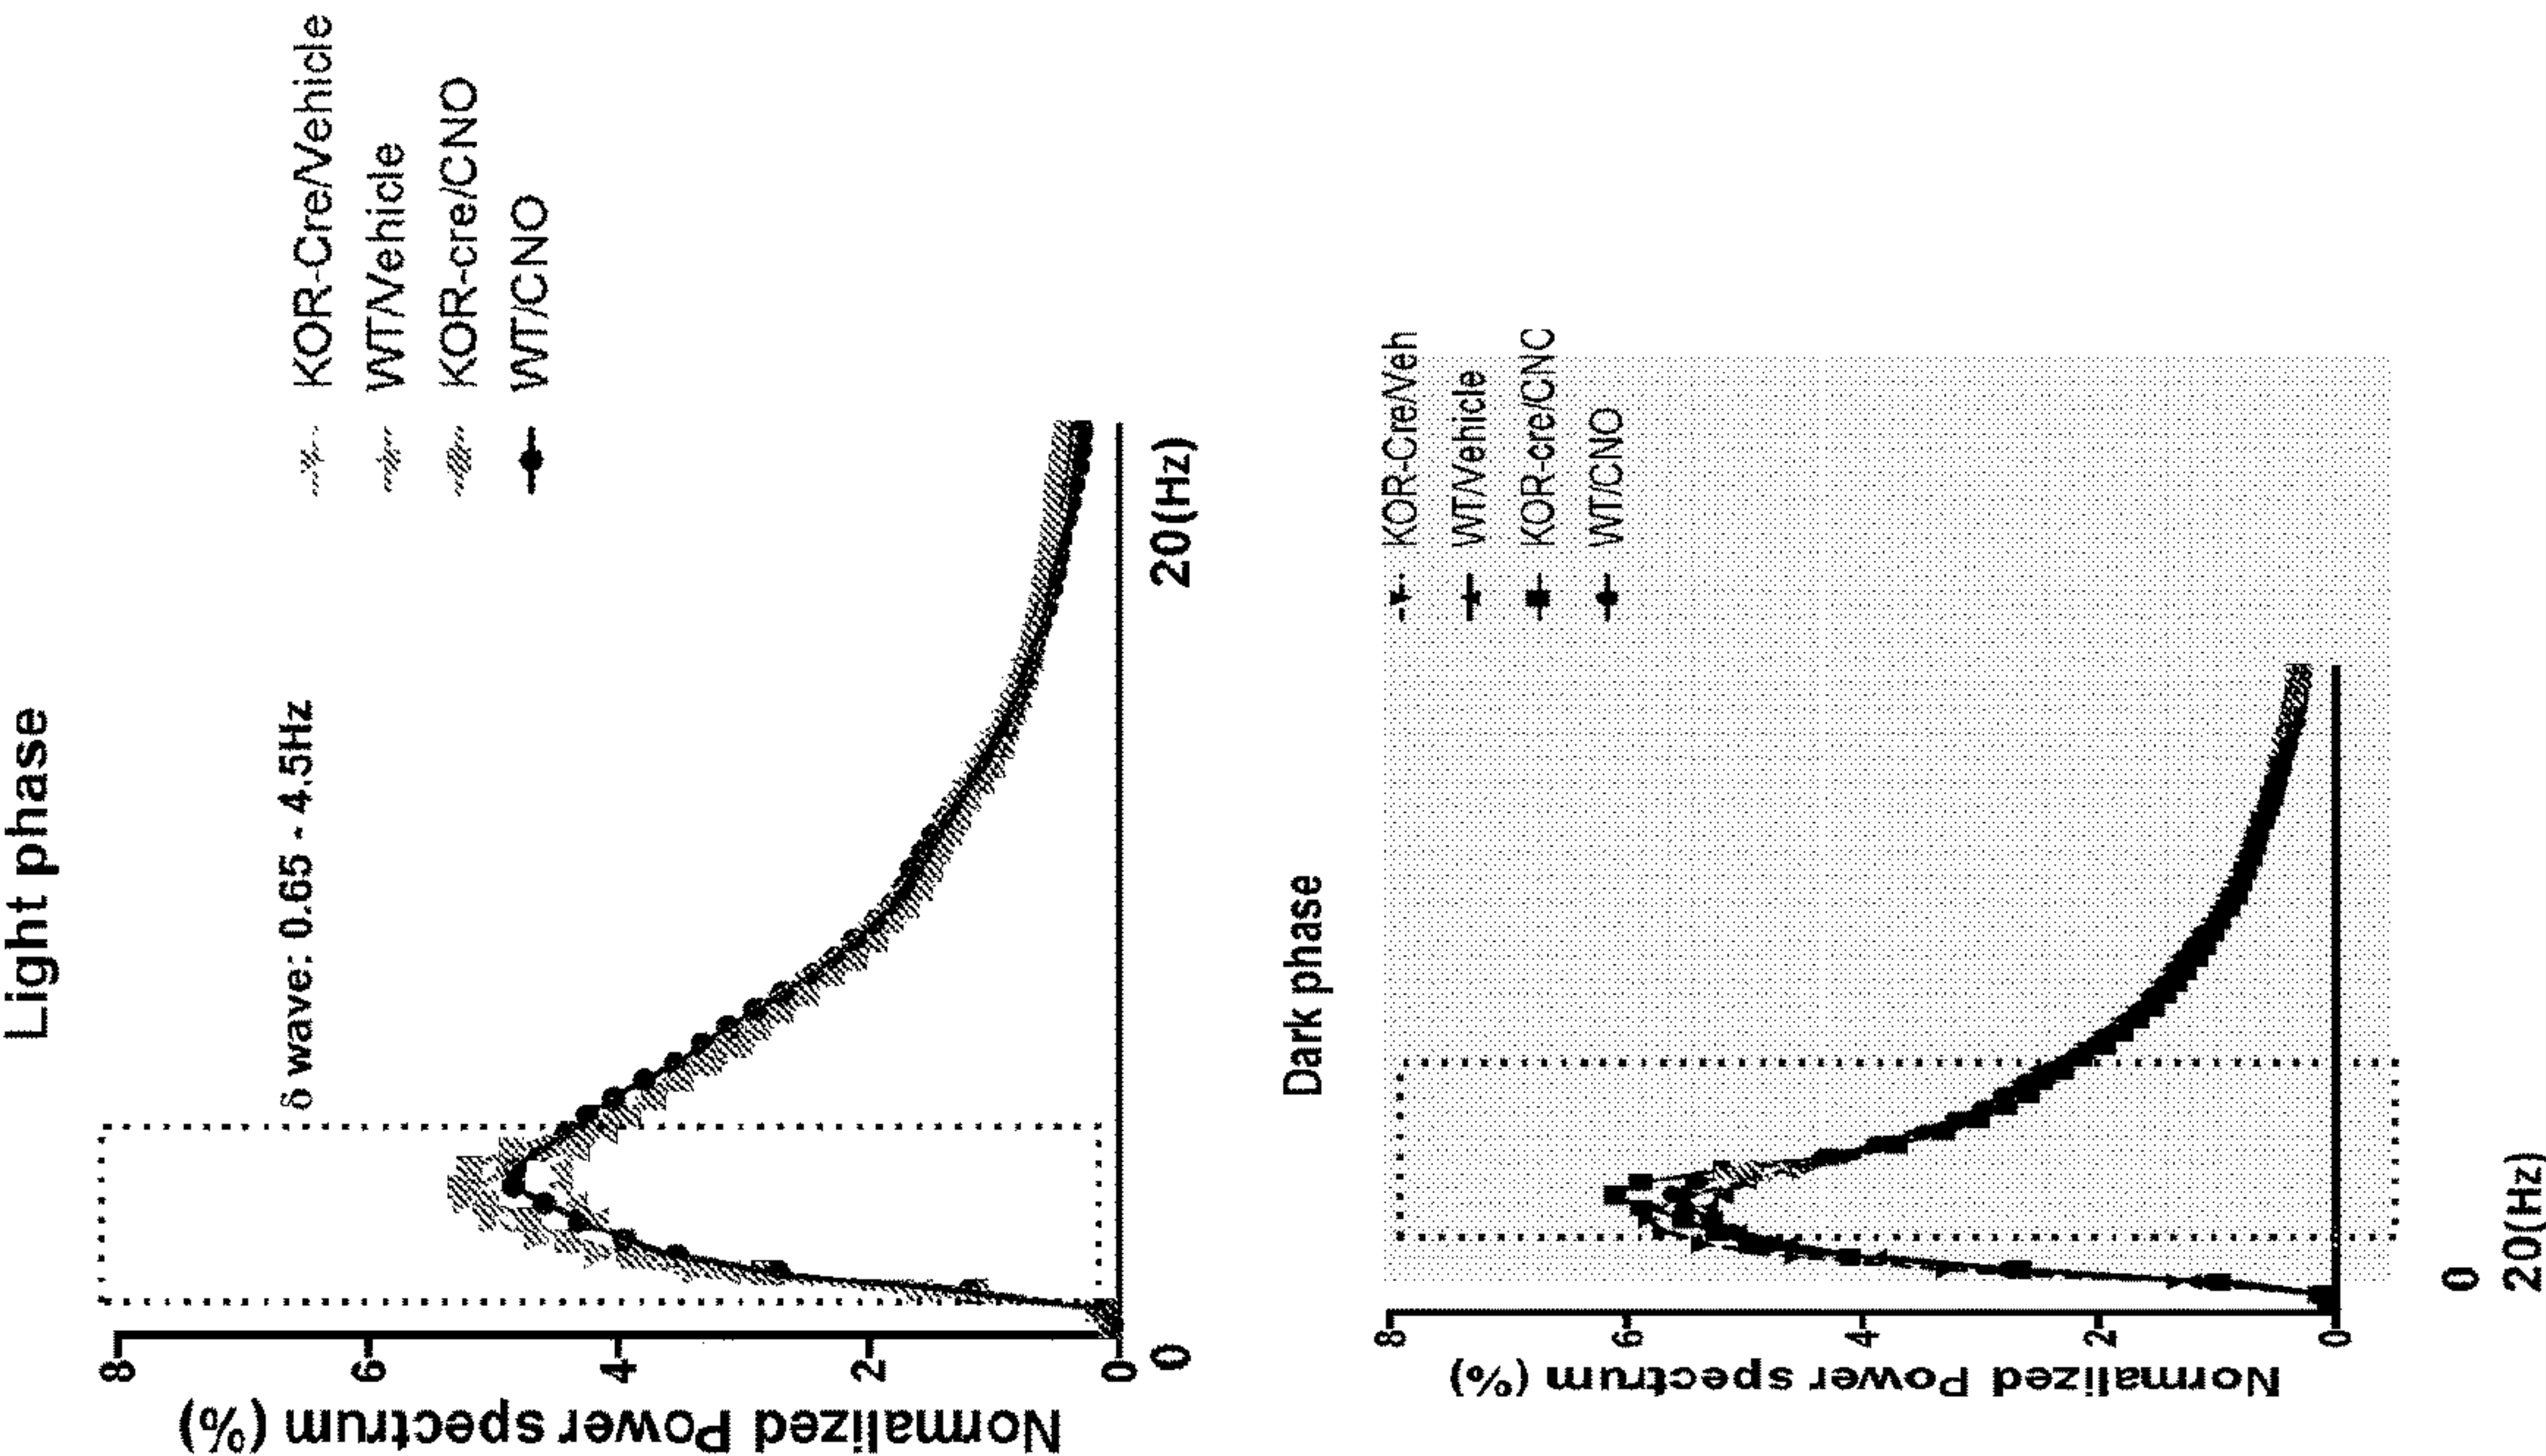 Light phase
δ wave: 0.65 - 4.5Hz
KOR-Cre/Vehicle
WT/Vehicle
KOR-cre/CNO
WT/CNO
Normalized Power spectrum (%)
8
6
4
2
0
0
20(Hz)
Dark phase
KOR-Cre/Veh
WT/Vehicle
KOR-cre/CNC
WT/CNO
Normalized Power spectrum (%)
8
6
4
2
0
0
20(Hz)